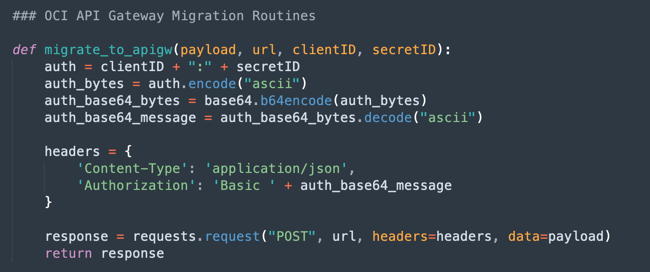 ### OCI API Gateway Migration Routines
def migrate_to_apigw(payload, url, clientID, secretID):
    auth = clientID + ":" + secretID
    auth_bytes = auth.encode("ascii")
    auth_base64_bytes = base64.b64encode(auth_bytes)
    auth_base64_message = auth_base64_bytes.decode("ascii")
    headers = {
        'Content-Type': 'application/json',
        'Authorization': 'Basic ' + auth_base64_message
    }
    response = requests.request("POST", url, headers=headers, data=payload)
    return response